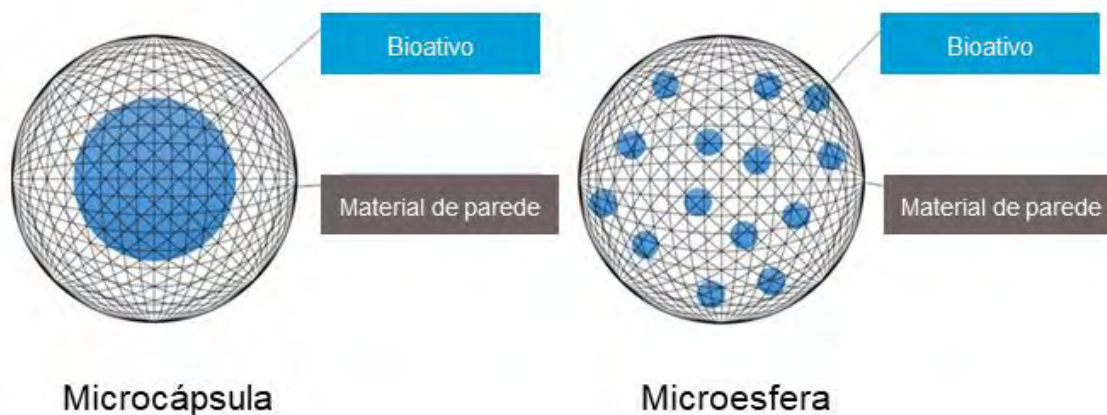 Bioativo
Bioativo
Material de parede
Material de parede
Microcápsula
Microesfera